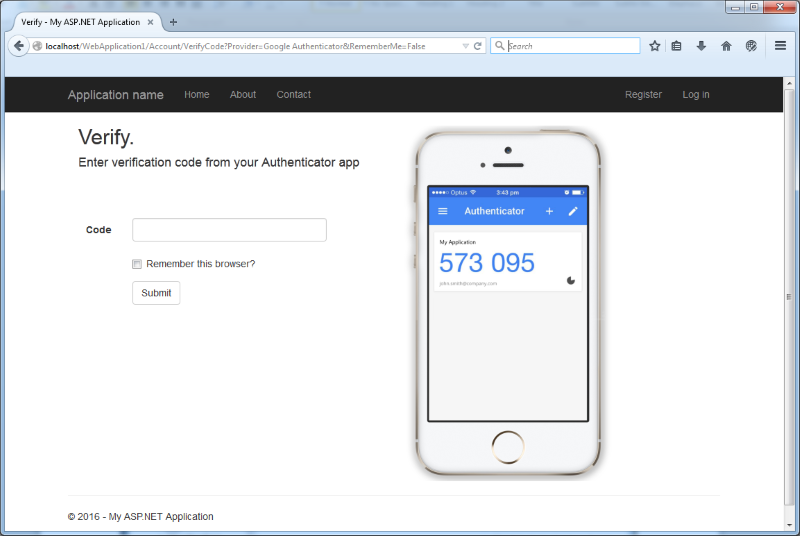 Verify - My ASP.NET Application
localhost/WebApplication1/Account/VerifyCode?Provider=Google Authenticator&RememberMe=False
Search
Application name
Home
About
Contact
Register
Log in
Verify.
Enter verification code from your Authenticator app
Code
Remember this browser?
Submit
Optus
3:43 pm
Authenticator
My Application
573 095
john.smith@company.com
© 2016 - My ASP.NET Application